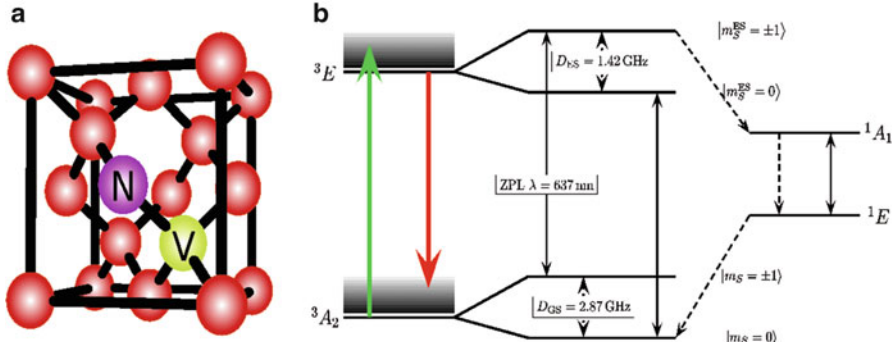 a
N
V
b
³E
|D_ES = 1.42 GHz
|m_S^ES = ±1⟩
|m_S^ES = 0⟩
¹A₁
ZPL λ = 637 nm
¹E
|m_S = ±1⟩
³A₂
D_GS = 2.87 GHz
|m_S = 0⟩